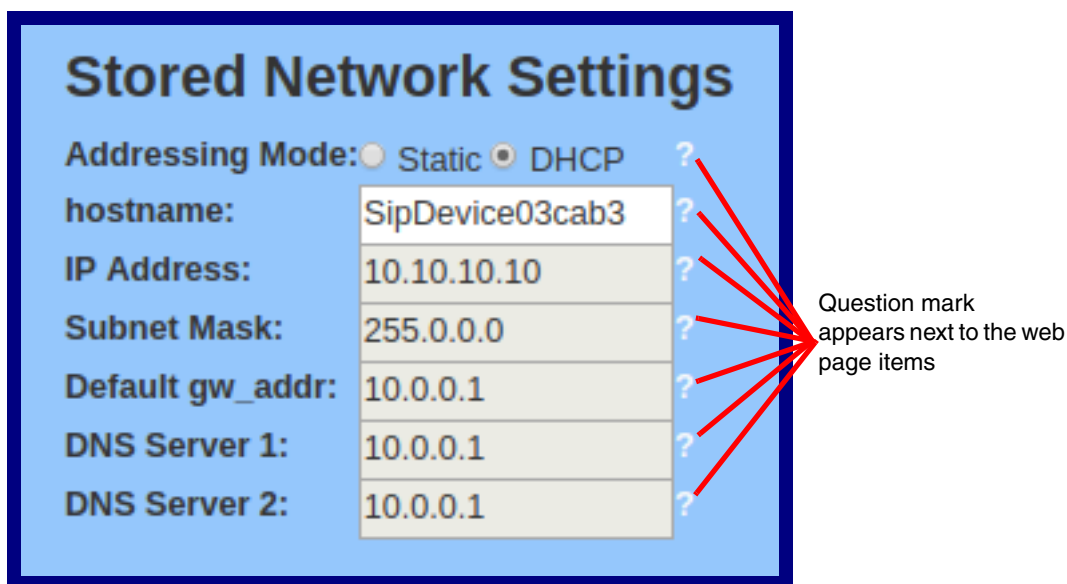 Stored Network Settings
Addressing Mode: Static DHCP ?
hostname: SipDevice03cab3 ?
IP Address: 10.10.10.10 ?
Subnet Mask: 255.0.0.0 ?
Default gw_addr: 10.0.0.1 ?
DNS Server 1: 10.0.0.1 ?
DNS Server 2: 10.0.0.1 ?
Question mark
appears next to the web
page items